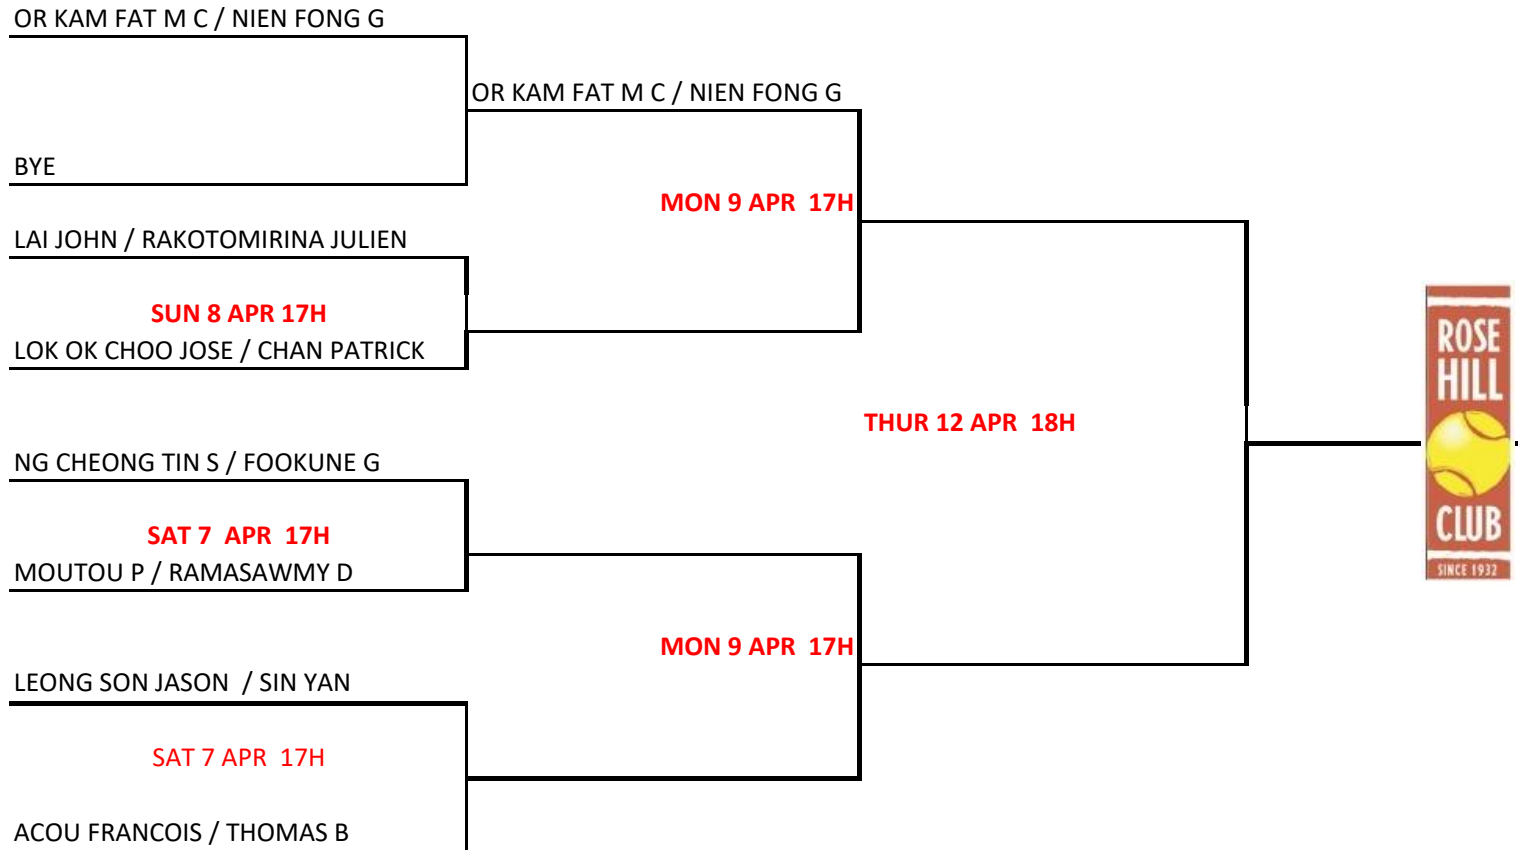 OR KAM FAT M C / NIEN FONG G
OR KAM FAT M C / NIEN FONG G
BYE
MON 9 APR 17H
LAI JOHN / RAKOTOMIRINA JULIEN
SUN 8 APR 17H
LOK OK CHOO JOSE / CHAN PATRICK
THUR 12 APR 18H
NG CHEONG TIN S / FOOKUNE G
SAT 7 APR 17H
MOUTOU P / RAMASAWMY D
MON 9 APR 17H
LEONG SON JASON / SIN YAN
SAT 7 APR 17H
ACOU FRANCOIS / THOMAS B
ROSE
HILL
CLUB
SINCE 1932